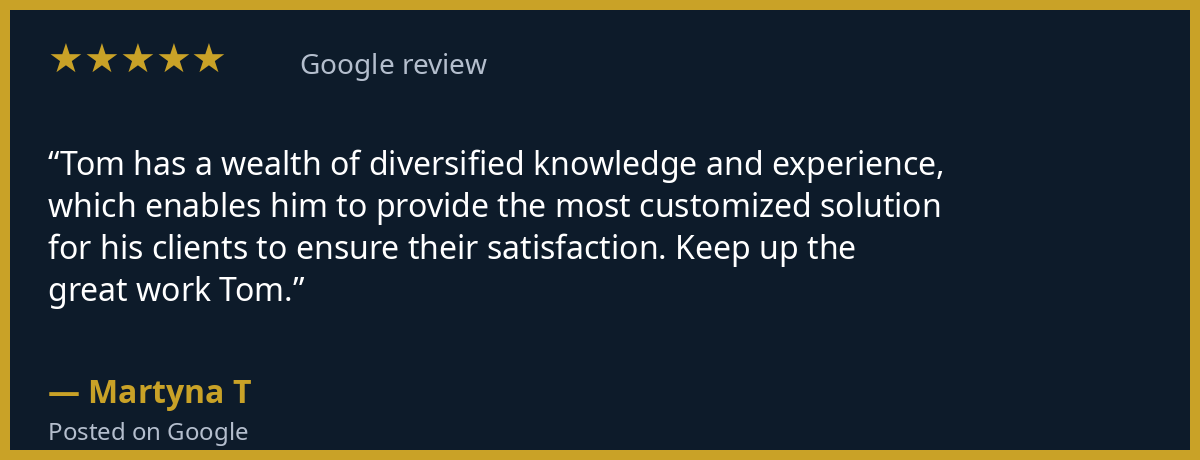 ★★★★★ Google review
“Tom has a wealth of diversified knowledge and experience,
which enables him to provide the most customized solution
for his clients to ensure their satisfaction. Keep up the
great work Tom.”
— Martyna T
Posted on Google